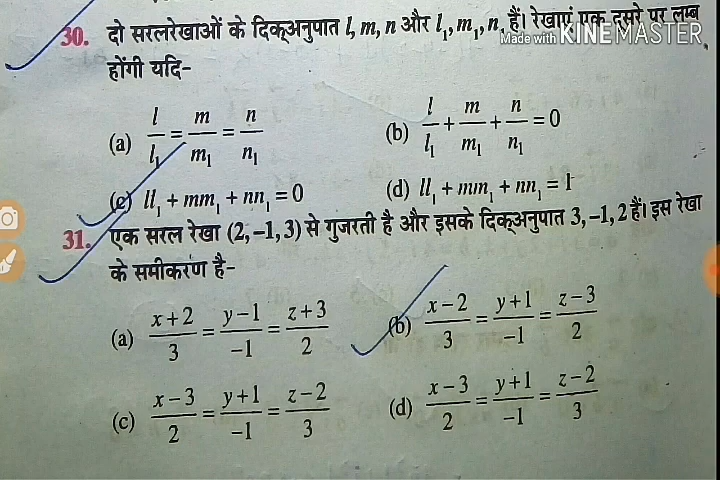 30. दो सरलरेखाओं के दिक्अनुपात l, m, n और l₁, m₁, n₁ हैं। रेखाएं एक दूसरे पर लम्ब
Made with KINEMASTER
होंगी यदि-
(a) l/l₁ = m/m₁ = n/n₁ (b) l/l₁ + m/m₁ + n/n₁ = 0
(c) ll₁ + mm₁ + nn₁ = 0 (d) ll₁ + mm₁ + nn₁ = 1
31. एक सरल रेखा (2, –1, 3) से गुजरती है और इसके दिक्अनुपात 3, –1, 2 हैं। इस रेखा
के समीकरण है-
(a) x+2/3 = y–1/–1 = z+3/2 (b) x–2/3 = y+1/–1 = z–3/2
(c) x–3/2 = y+1/–1 = z–2/3 (d) x–3/2 = y+1/–1 = z–2/3